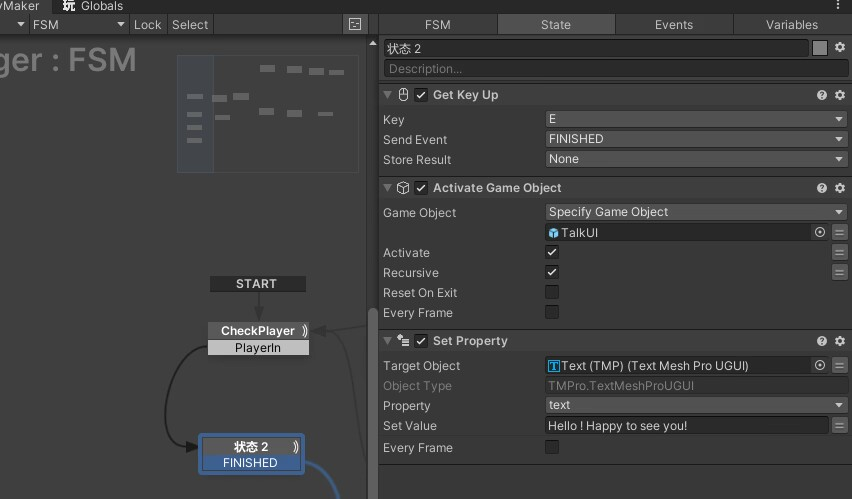 yMaker
玩 Globals
FSM
Lock
Select
ger : FSM
START
CheckPlayer
PlayerIn
状态 2
FINISHED
FSM
State
Events
Variables
状态 2
Description...
Get Key Up
Key
E
Send Event
FINISHED
Store Result
None
Activate Game Object
Game Object
Specify Game Object
TalkUI
Activate
Recursive
Reset On Exit
Every Frame
Set Property
Target Object
Text (TMP) (Text Mesh Pro UGUI)
Object Type
TMPro.TextMeshProUGUI
Property
text
Set Value
Hello ! Happy to see you!
Every Frame